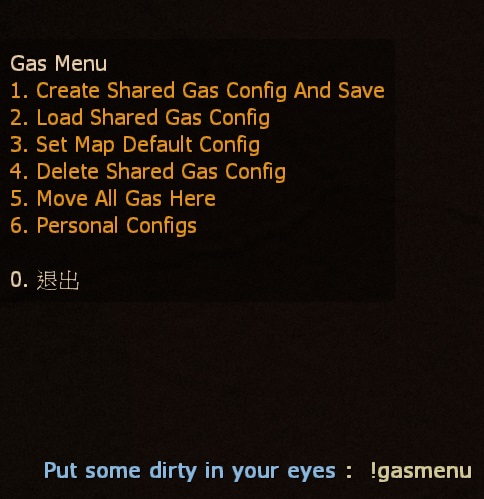 Gas Menu
1. Create Shared Gas Config And Save
2. Load Shared Gas Config
3. Set Map Default Config
4. Delete Shared Gas Config
5. Move All Gas Here
6. Personal Configs
0. 退出
Put some dirty in your eyes :  !gasmenu